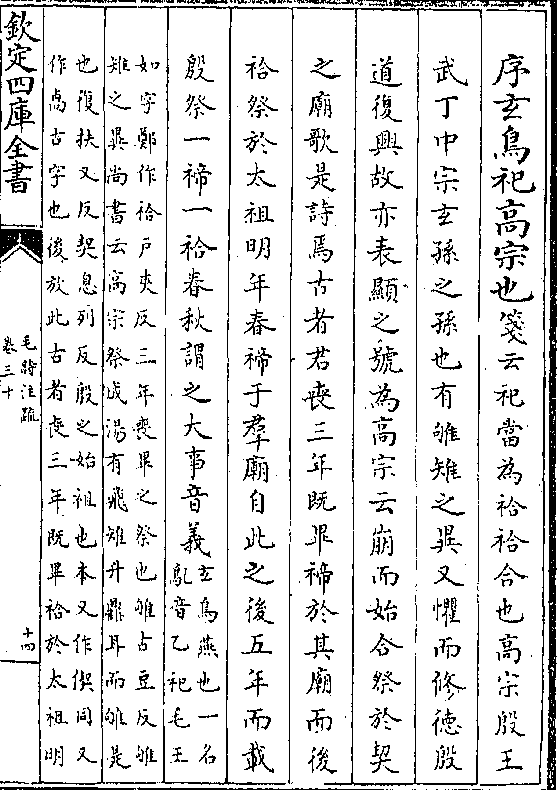 序玄鳥祀高宗也箋云祀當為祫祫合也高宗殷王
武丁中宗玄孫之孫也有雊雉之異又懼而修德殷
道復興故亦表顯之號為高宗云崩而始合祭於契
之廟歌是詩焉古者君喪三年既畢禘於其廟而後
祫祭於太祖明年春禘于羣廟自此之後五年而載
殷祭一禘一祫春秋謂之大事音義
玄鳥燕也一名
鳦音乙祀毛王
如字鄭作祫戶夾反三年喪畢之祭也雊古豆反雊
雉之異尚書云高宗祭成湯有飛雉升鼎耳而雊是
也復扶又反契息列反殷之始祖也本又作偰同又
作卨古字也後放此古者喪三年既畢祫於太祖明
欽定四庫全書
毛詩注疏
卷三十
十四